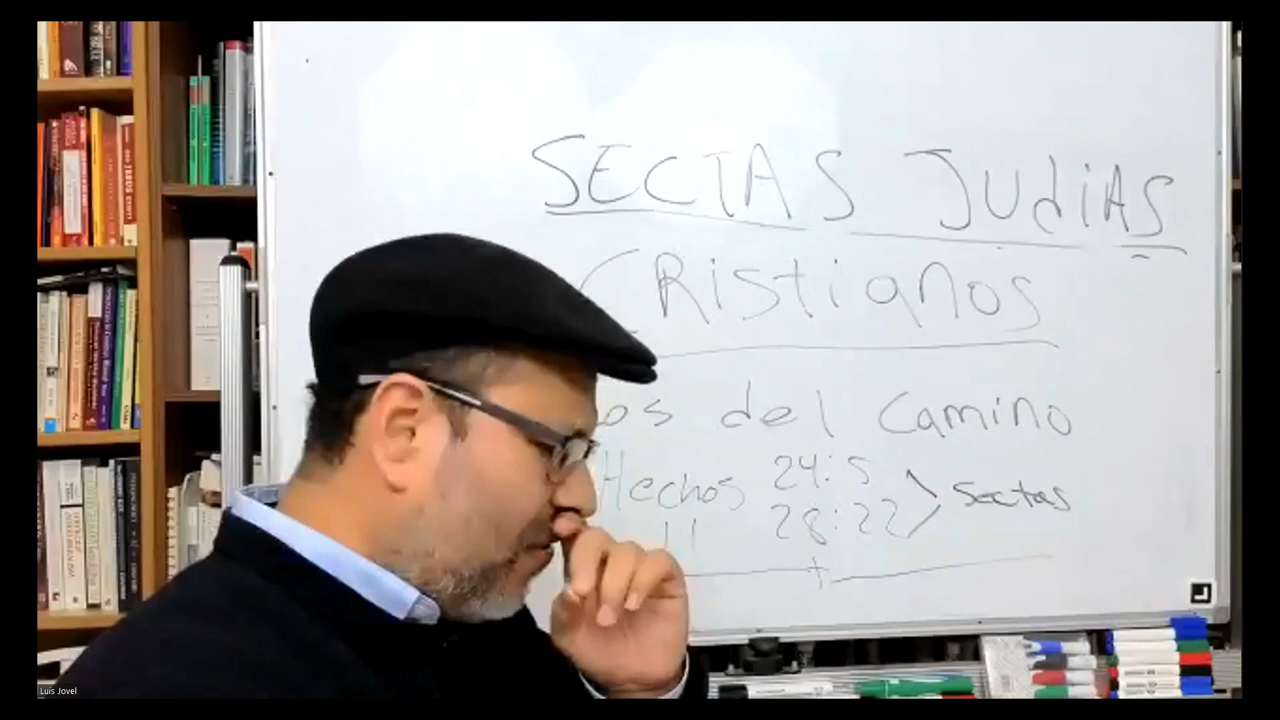 SECTAS JUdiAS
CRistianos
os del camino
Hechos 24:5
" 28:22
Sectas
Luis Jovel